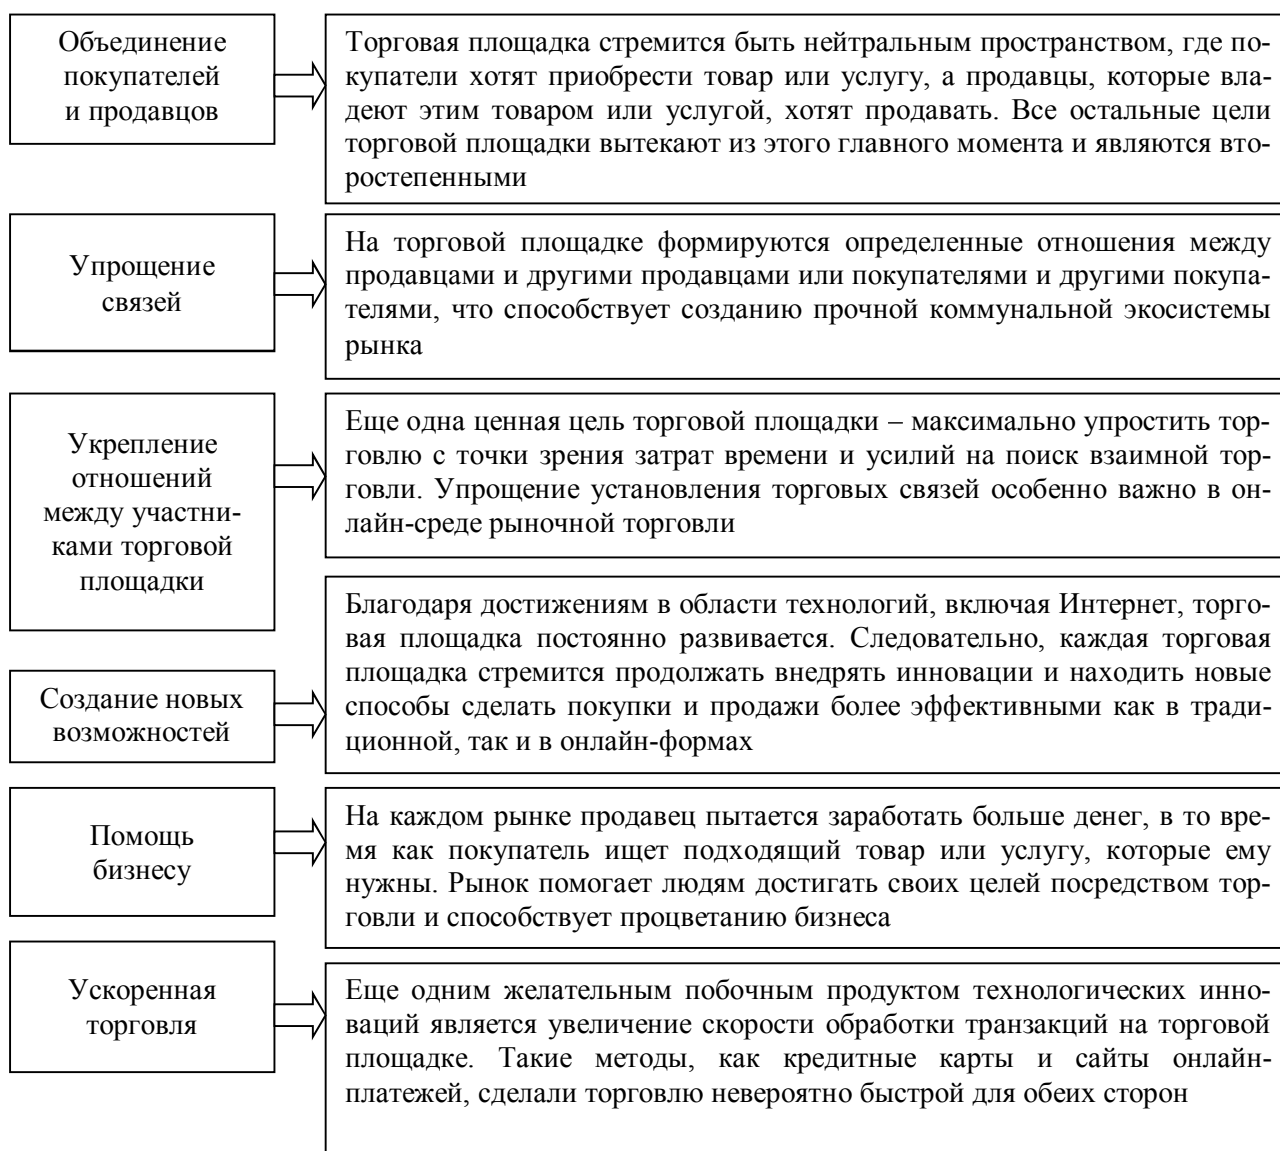 Объединение
покупателей
и продавцов
Торговая площадка стремится быть нейтральным пространством, где по-
купатели хотят приобрести товар или услугу, а продавцы, которые вла-
деют этим товаром или услугой, хотят продавать. Все остальные цели
торговой площадки вытекают из этого главного момента и являются вто-
ростепенными
Упрощение
связей
На торговой площадке формируются определенные отношения между
продавцами и другими продавцами или покупателями и другими покупа-
телями, что способствует созданию прочной коммунальной экосистемы
рынка
Укрепление
отношений
между участни-
ками торговой
площадки
Еще одна ценная цель торговой площадки – максимально упростить тор-
говлю с точки зрения затрат времени и усилий на поиск взаимной тор-
говли. Упрощение установления торговых связей особенно важно в он-
лайн-среде рыночной торговли
Создание новых
возможностей
Благодаря достижениям в области технологий, включая Интернет, торго-
вая площадка постоянно развивается. Следовательно, каждая торговая
площадка стремится продолжать внедрять инновации и находить новые
способы сделать покупки и продажи более эффективными как в тради-
ционной, так и в онлайн-формах
Помощь
бизнесу
На каждом рынке продавец пытается заработать больше денег, в то вре-
мя как покупатель ищет подходящий товар или услугу, которые ему
нужны. Рынок помогает людям достигать своих целей посредством тор-
говли и способствует процветанию бизнеса
Ускоренная
торговля
Еще одним желательным побочным продуктом технологических инно-
ваций является увеличение скорости обработки транзакций на торговой
площадке. Такие методы, как кредитные карты и сайты онлайн-
платежей, сделали торговлю невероятно быстрой для обеих сторон